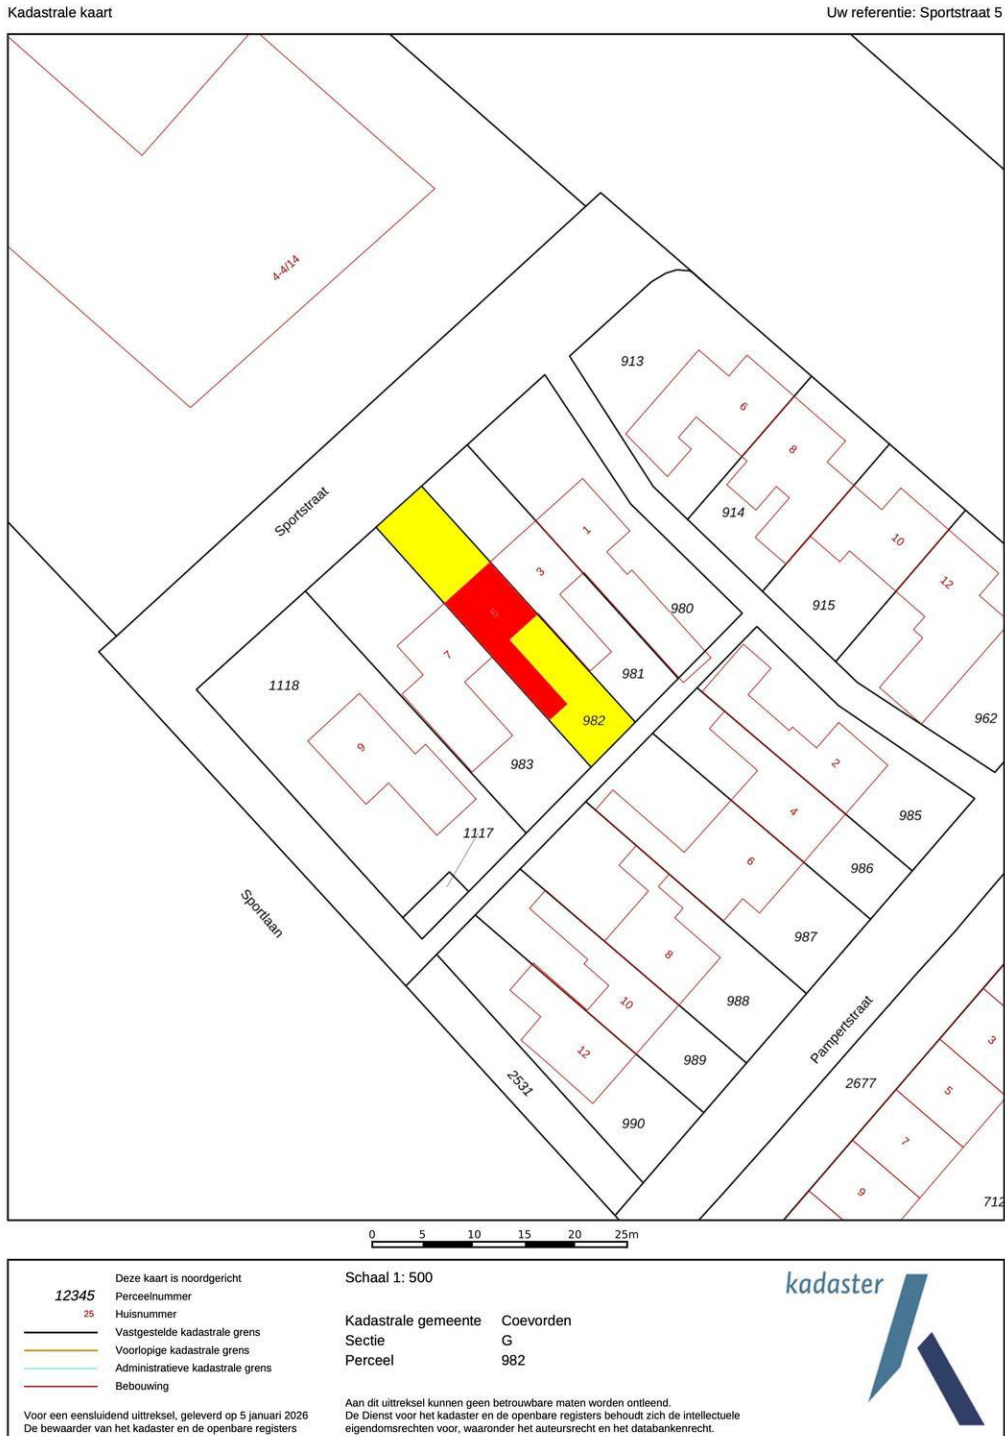 Kadastrale kaart
Uw referentie: Sportstraat 5
4-4/14
913
6
8
Sportstraat
914
10
1
12
3
980
915
5
7
981
1118
962
982
9
983
2
985
4
1117
986
6
Sportlaan
987
8
10
988
12
Pampertstraat
989
3
2531
2677
5
990
7
9
712
0 5 10 15 20 25m
Deze kaart is noordgericht
12345 Perceelnummer
25 Huisnummer
Vastgestelde kadastrale grens
Voorlopige kadastrale grens
Administratieve kadastrale grens
Bebouwing
Voor een eensluidend uittreksel, geleverd op 5 januari 2026
De bewaarder van het kadaster en de openbare registers
Schaal 1: 500
Kadastrale gemeente Coevorden
Sectie G
Perceel 982
Aan dit uittreksel kunnen geen betrouwbare maten worden ontleend.
De Dienst voor het kadaster en de openbare registers behoudt zich de intellectuele
eigendomsrechten voor, waaronder het auteursrecht en het databankenrecht.
kadaster